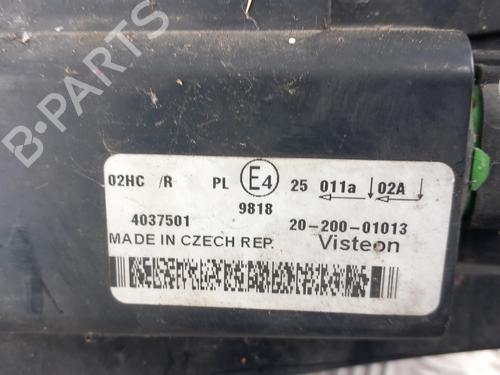 02HC /R PL E4 25 011a 02A
9818
4037501 20-200-01013
MADE IN CZECH REP. Visteon
B-PARTS